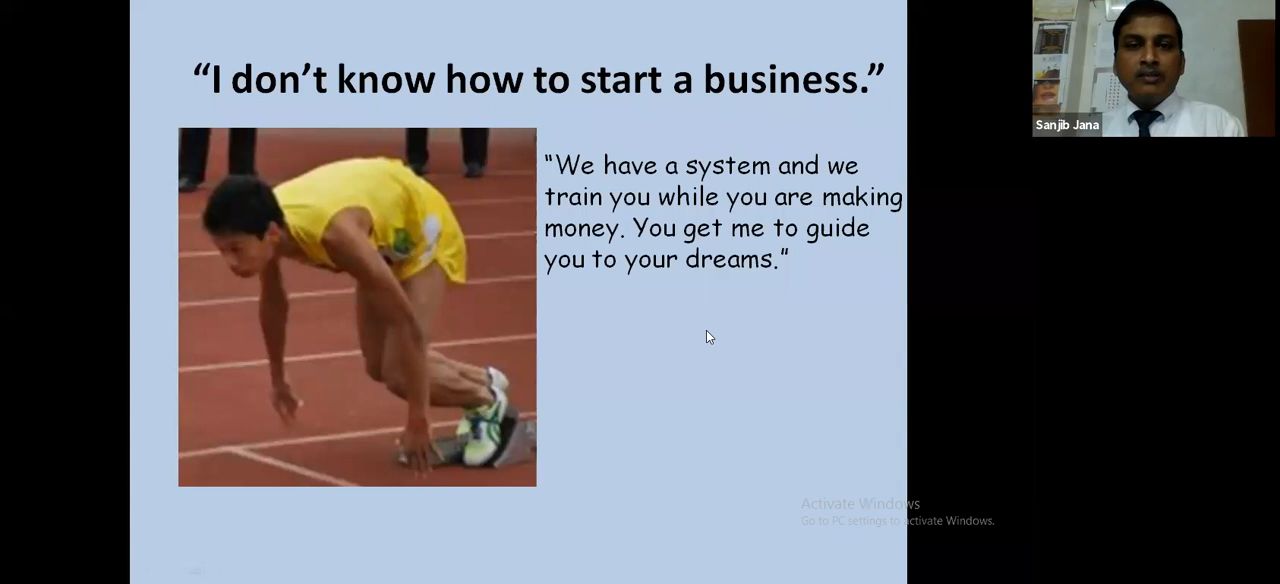 “I don’t know how to start a business.”
“We have a system and we
train you while you are making
money. You get me to guide
you to your dreams.”
Sanjib Jana
Activate Windows
Go to PC settings to activate Windows.